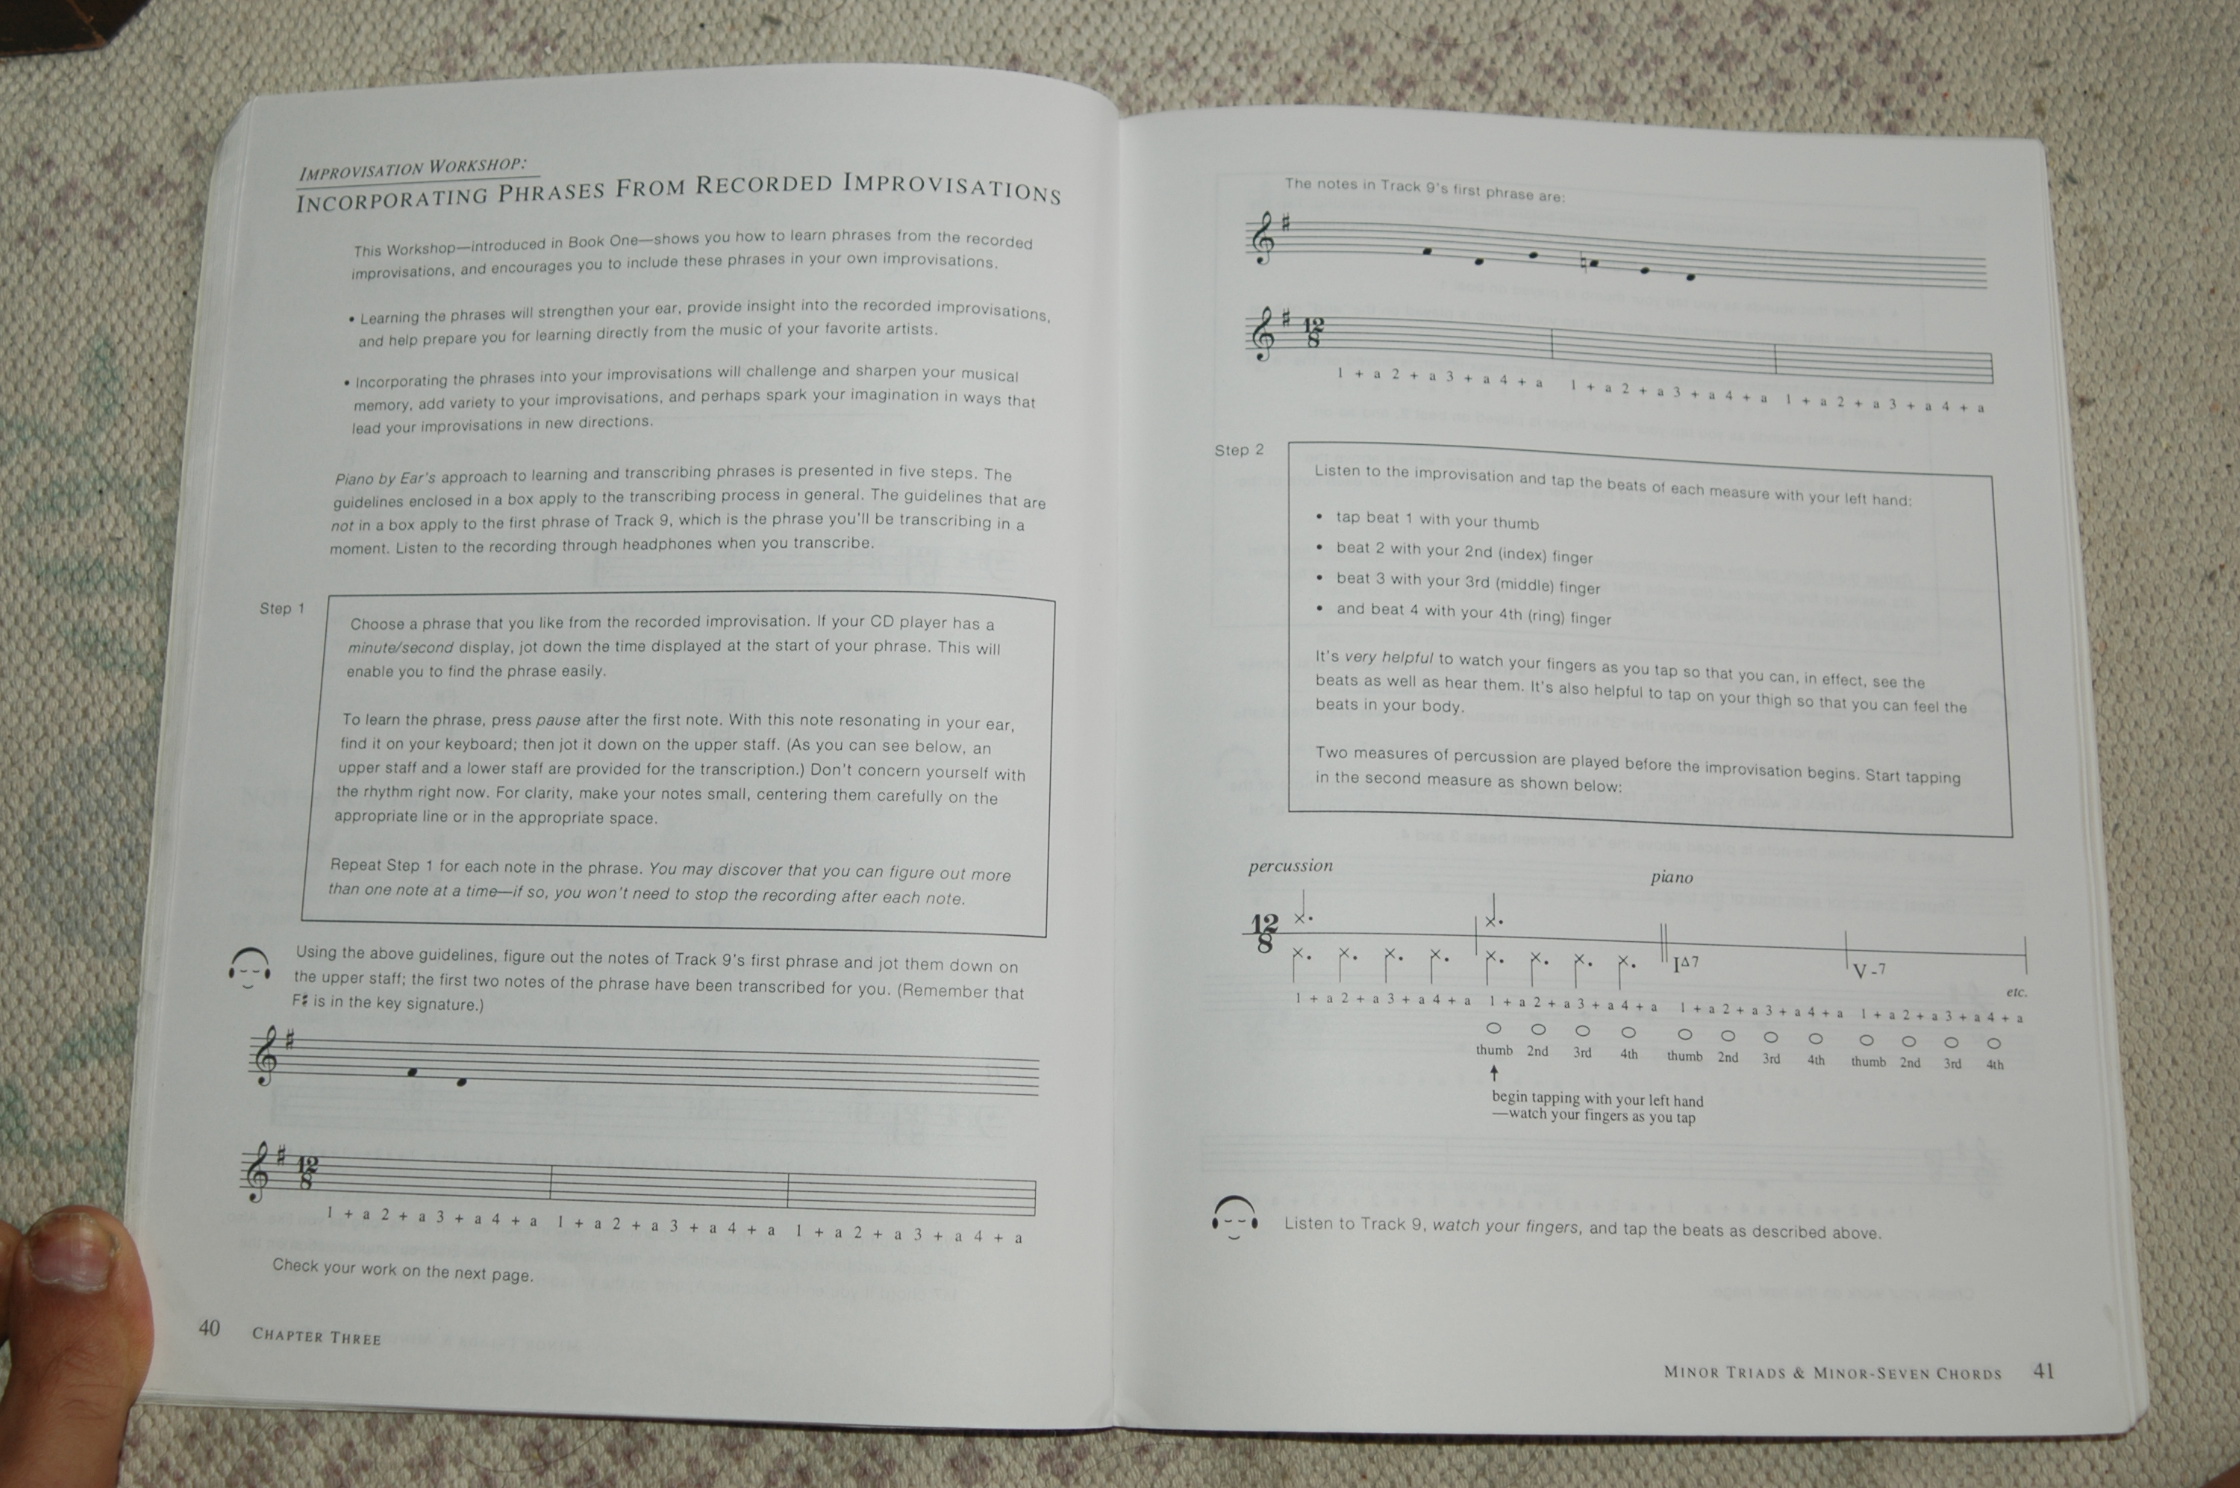 IMPROVISATION WORKSHOP:
INCORPORATING PHRASES FROM RECORDED IMPROVISATIONS
This Workshop—introduced in Book One—shows you how to learn phrases from the recorded
improvisations, and encourages you to include these phrases in your own improvisations.
• Learning the phrases will strengthen your ear, provide insight into the recorded improvisations,
and help prepare you for learning directly from the music of your favorite artists.
• Incorporating the phrases into your improvisations will challenge and sharpen your musical
memory, add variety to your improvisations, and perhaps spark your imagination in ways that
lead your improvisations in new directions.
Piano by Ear's approach to learning and transcribing phrases is presented in five steps. The
guidelines enclosed in a box apply to the transcribing process in general. The guidelines that are
not in a box apply to the first phrase of Track 9, which is the phrase you'll be transcribing in a
moment. Listen to the recording through headphones when you transcribe.
Step 1
Choose a phrase that you like from the recorded improvisation. If your CD player has a
minute/second display, jot down the time displayed at the start of your phrase. This will
enable you to find the phrase easily.
To learn the phrase, press pause after the first note. With this note resonating in your ear,
find it on your keyboard; then jot it down on the upper staff. (As you can see below, an
upper staff and a lower staff are provided for the transcription.) Don't concern yourself with
the rhythm right now. For clarity, make your notes small, centering them carefully on the
appropriate line or in the appropriate space.
Repeat Step 1 for each note in the phrase. You may discover that you can figure out more
than one note at a time—if so, you won't need to stop the recording after each note.
Using the above guidelines, figure out the notes of Track 9's first phrase and jot them down on
the upper staff; the first two notes of the phrase have been transcribed for you. (Remember that
F♯ is in the key signature.)
12
8
1 + a 2 + a 3 + a 4 + a 1 + a 2 + a 3 + a 4 + a 1 + a 2 + a 3 + a 4 + a
Check your work on the next page.
40 CHAPTER THREE
The notes in Track 9's first phrase are:
12
8
1 + a 2 + a 3 + a 4 + a 1 + a 2 + a 3 + a 4 + a 1 + a 2 + a 3 + a 4 + a
Step 2
Listen to the improvisation and tap the beats of each measure with your left hand:
• tap beat 1 with your thumb
• beat 2 with your 2nd (index) finger
• beat 3 with your 3rd (middle) finger
• and beat 4 with your 4th (ring) finger
It's very helpful to watch your fingers as you tap so that you can, in effect, see the
beats as well as hear them. It's also helpful to tap on your thigh so that you can feel the
beats in your body.
Two measures of percussion are played before the improvisation begins. Start tapping
in the second measure as shown below:
percussion piano
12
8
IΔ7 V-7
etc.
1 + a 2 + a 3 + a 4 + a 1 + a 2 + a 3 + a 4 + a 1 + a 2 + a 3 + a 4 + a 1 + a 2 + a 3 + a 4 + a
thumb 2nd 3rd 4th thumb 2nd 3rd 4th thumb 2nd 3rd 4th
begin tapping with your left hand
—watch your fingers as you tap
Listen to Track 9, watch your fingers, and tap the beats as described above.
MINOR TRIADS & MINOR-SEVEN CHORDS 41